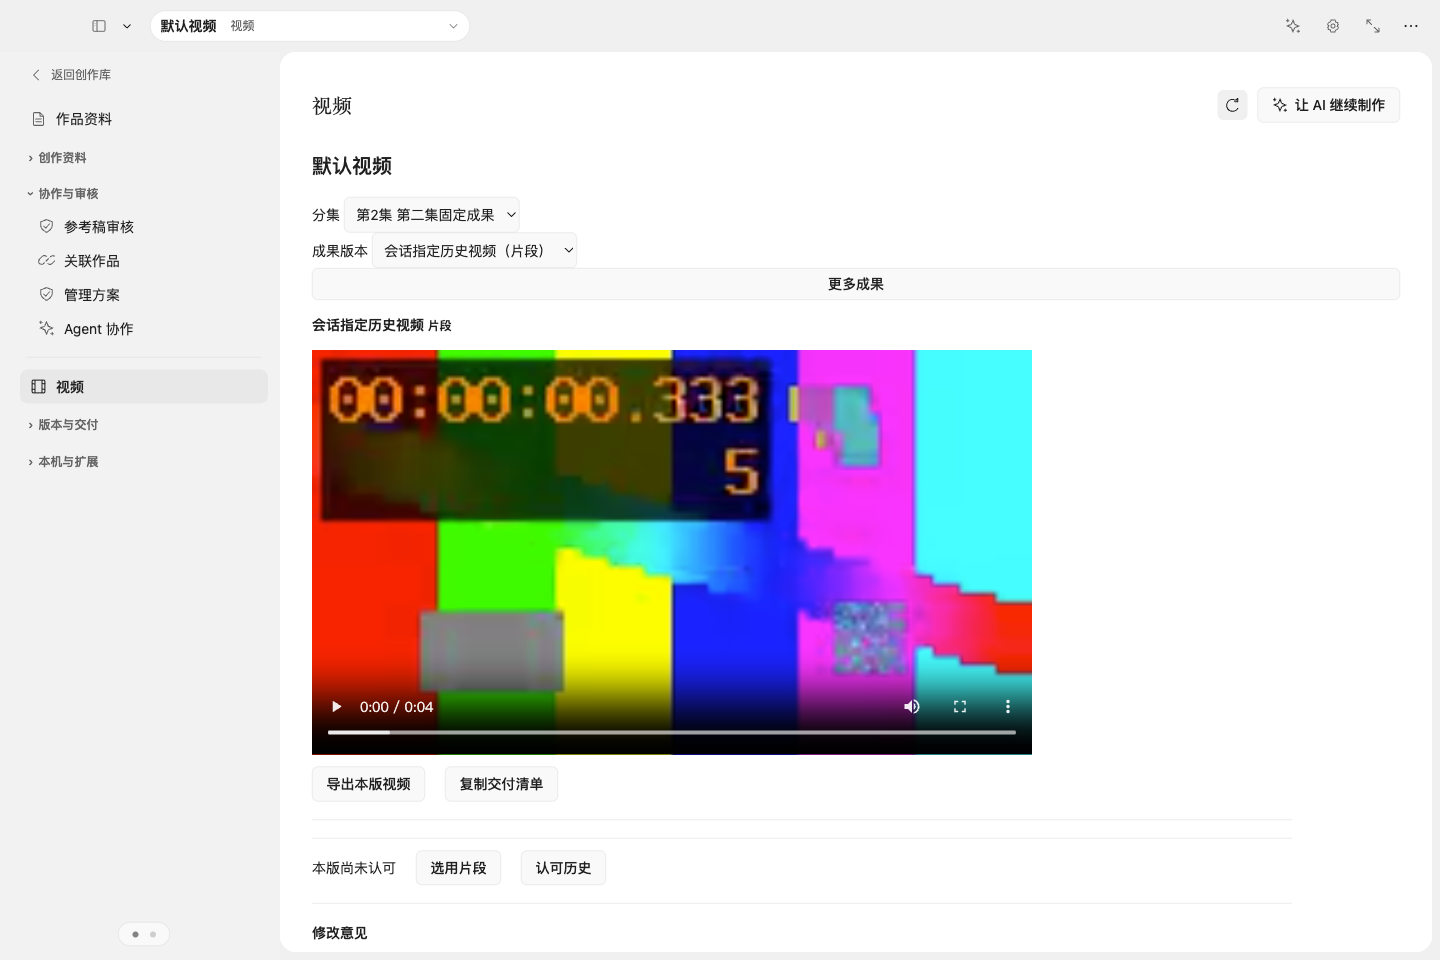 默认视频 视频
返回创作库
作品资料
创作资料
协作与审核
参考稿审核
关联作品
管理方案
Agent 协作
视频
版本与交付
本机与扩展
视频
让 AI 继续制作
默认视频
分集 第2集 第二集固定成果
成果版本 会话指定历史视频（片段）
更多成果
会话指定历史视频 片段
00:00:00.333
5
0:00 / 0:04
导出本版视频 复制交付清单
本版尚未认可 选用片段 认可历史
修改意见